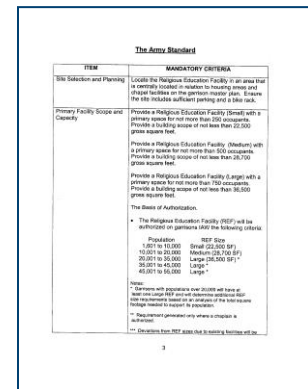 The Army Standard
ITEM
MANDATORY CRITERIA
Site Selection and Planning
Locate the Religious Education Facility in an area that
is centrally located in relation to housing areas and
chapel facilities on the garrison master plan. Ensure
the site includes sufficient parking and a bike rack.
Primary Facility Scope and
Capacity
Provide a Religious Education Facility (Small) with a
primary space for not more than 250 occupants.
Provide a building scope of not less than 22,500
gross square feet.
Provide a Religious Education Facility (Medium) with
a primary space for not more than 500 occupants.
Provide a building scope of not less than 28,700
gross square feet.
Provide a Religious Education Facility (Large) with a
primary space for not more than 750 occupants.
Provide a building scope of not less than 36,500
gross square feet.
The Basis of Authorization.
• The Religious Education Facility (REF) will be
authorized on garrisons IAW the following criteria:
Population REF Size
1,001 to 10,000 Small (22,500 SF)
10,001 to 20,000 Medium (28,700 SF)
20,001 to 35,000 Large (36,500 SF) *
35,001 to 45,000 Large *
45,001 to 55,000 Large *
Notes:
* Garrisons with populations over 20,000 will have at
least one Large REF and will determine additional REF
size requirements based on an analysis of the total square
footage needed to support its population.
** Requirement generated only where a chaplain is
authorized.
*** Deviations from REF sizes due to existing facilities will be
3